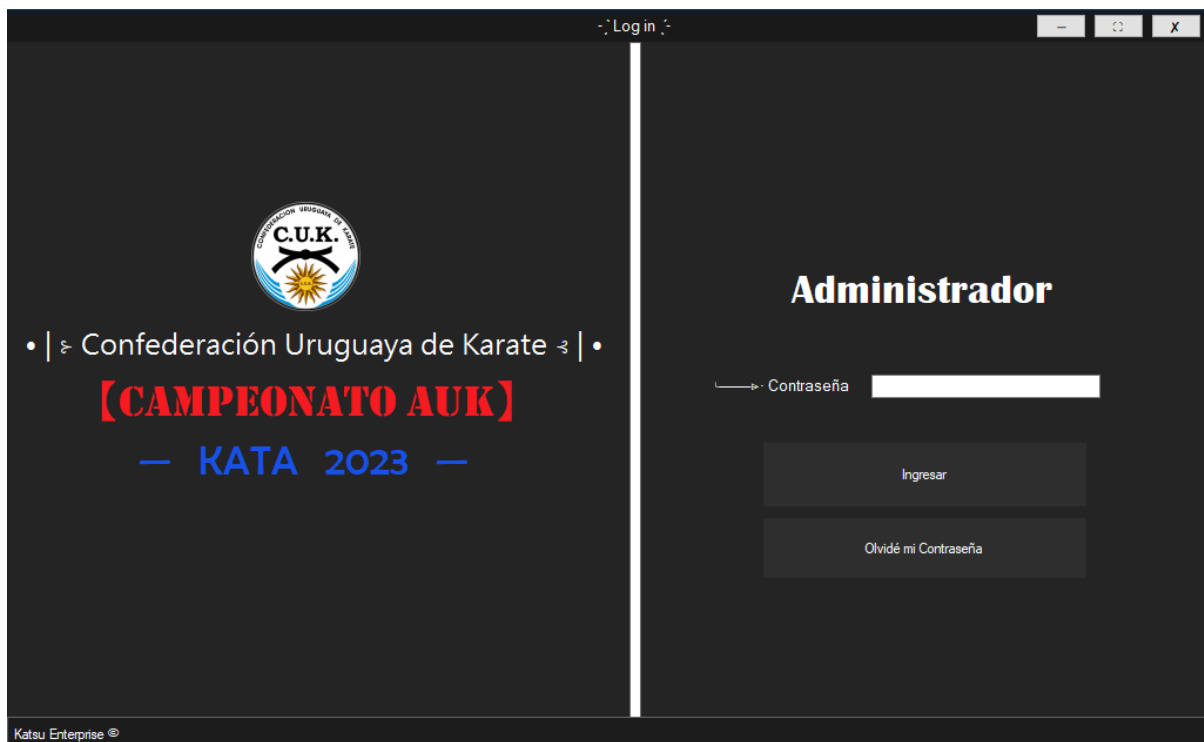 -ˏ` Log in ˎ´-
— ⛶ ✗
CONFEDERACION URUGUAYA DE KARATE
C.U.K.
• | ⊱ Confederación Uruguaya de Karate ⊰ | •
【CAMPEONATO AUK】
— KATA 2023 —
Administrador
Contraseña
Ingresar
Olvidé mi Contraseña
Katsu Enterprise ©